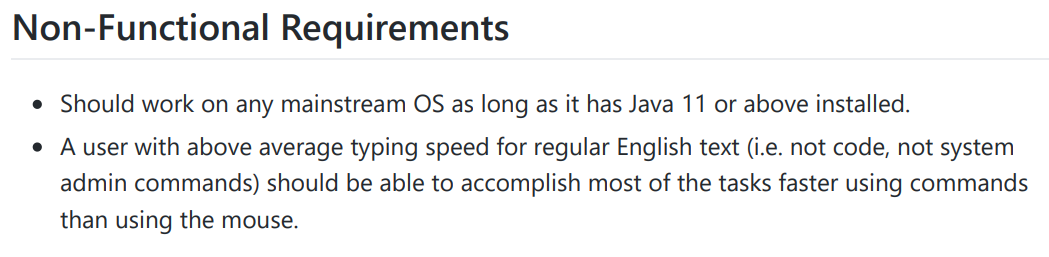 Non-Functional Requirements
• Should work on any mainstream OS as long as it has Java 11 or above installed.
• A user with above average typing speed for regular English text (i.e. not code, not system
admin commands) should be able to accomplish most of the tasks faster using commands
than using the mouse.